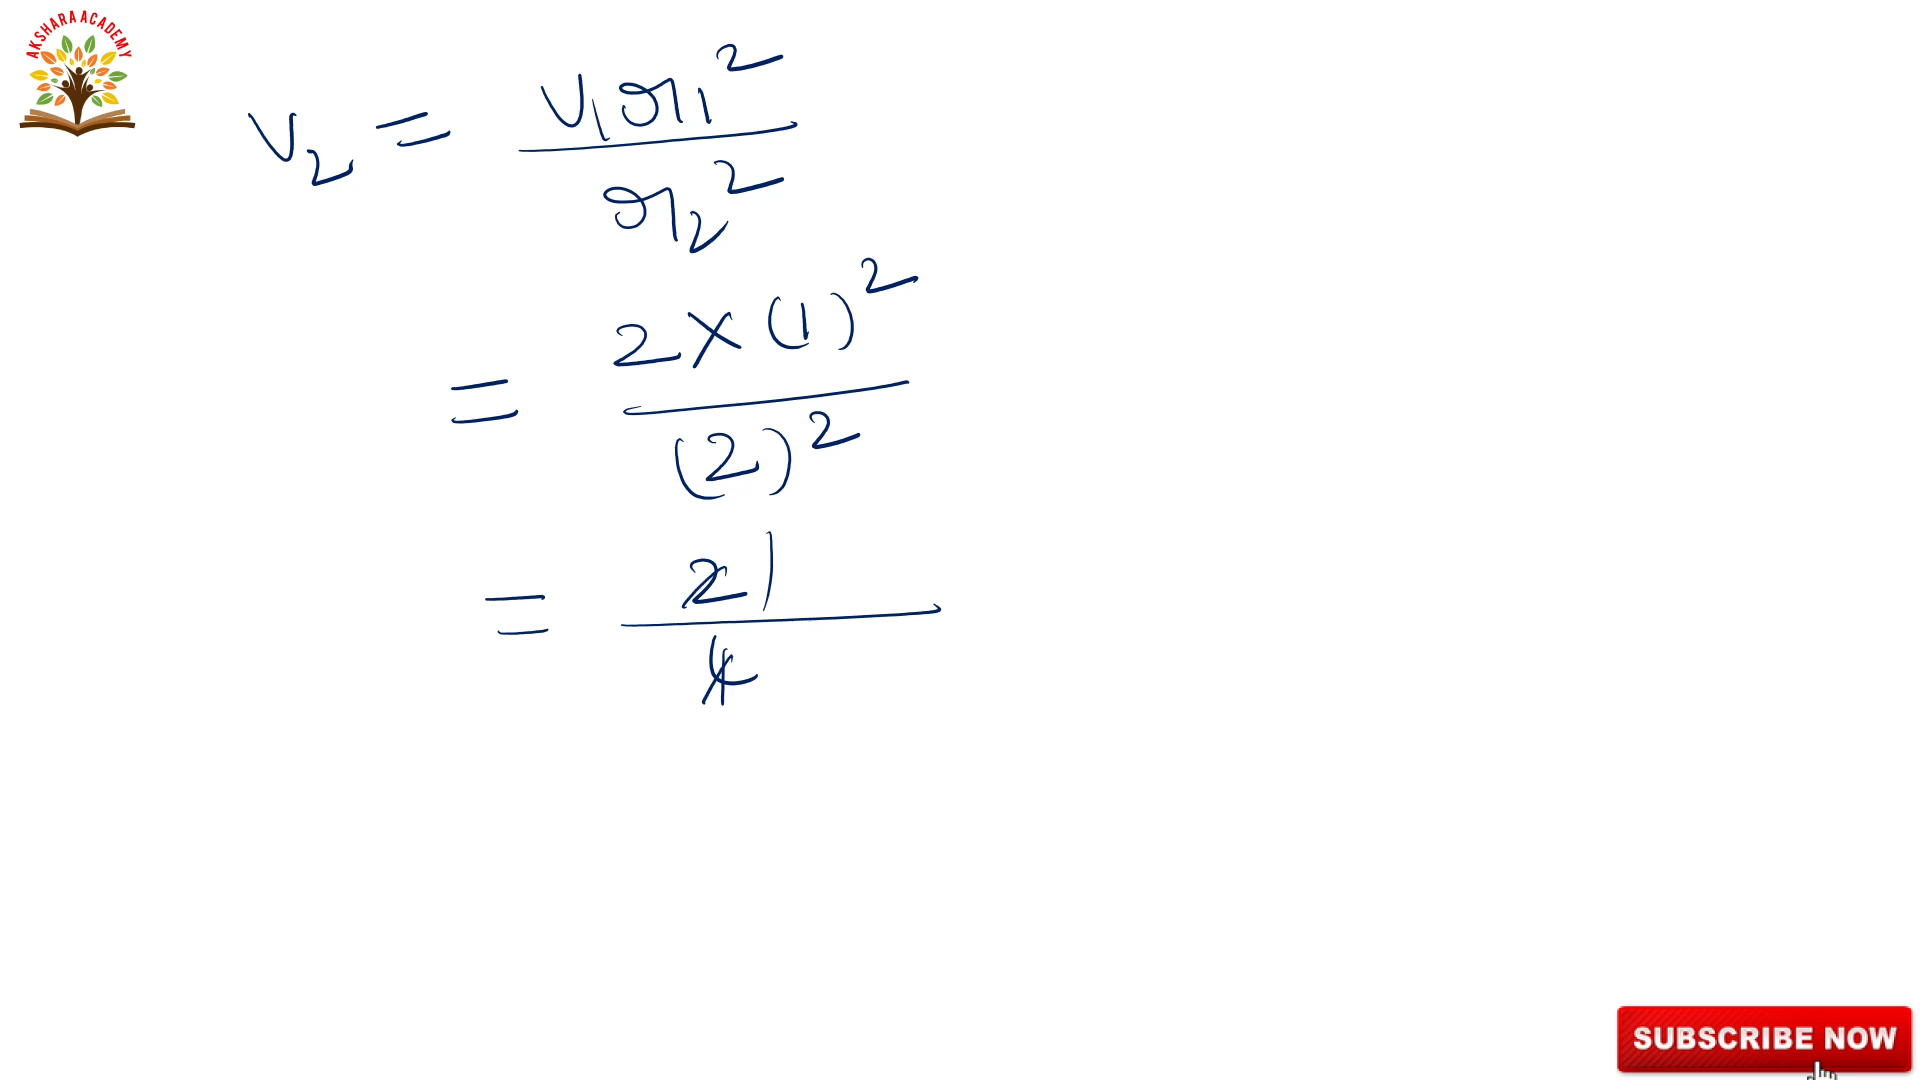 AKSHARA ACADEMY
V₂ = V₁r₁² / r₂²
= 2 × (1)² / (2)²
= 2 1 / 4
SUBSCRIBE NOW